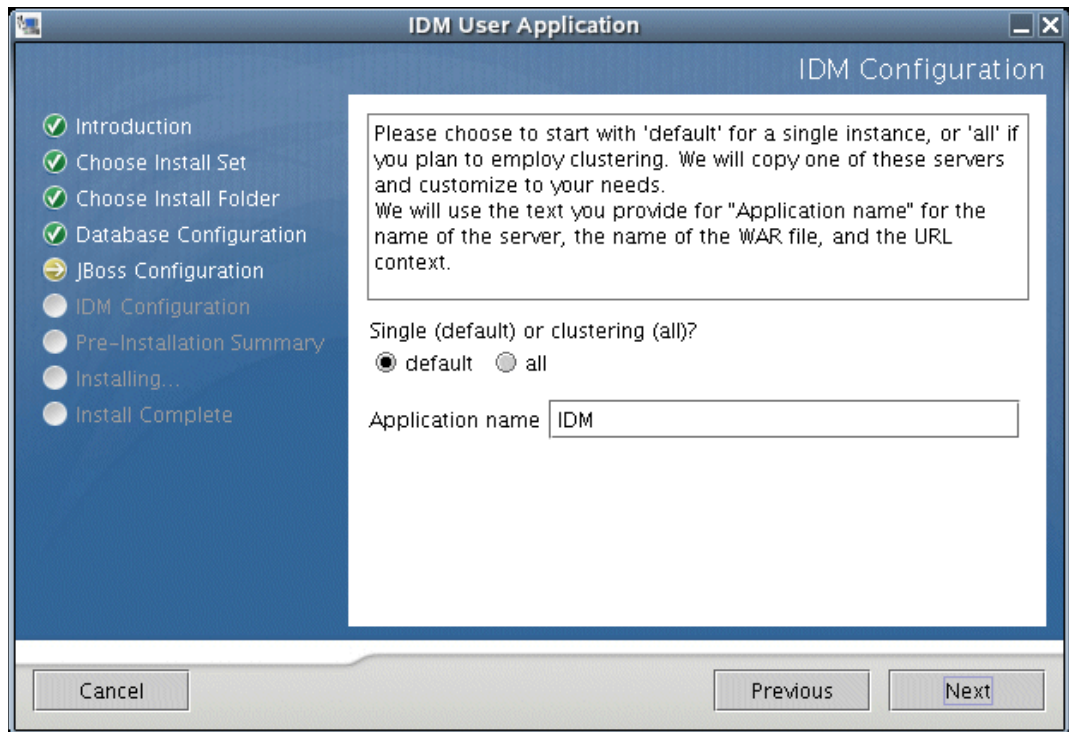 IDM User Application
IDM Configuration
Introduction
Choose Install Set
Choose Install Folder
Database Configuration
JBoss Configuration
IDM Configuration
Pre-Installation Summary
Installing...
Install Complete
Please choose to start with 'default' for a single instance, or 'all' if
you plan to employ clustering. We will copy one of these servers
and customize to your needs.
We will use the text you provide for "Application name" for the
name of the server, the name of the WAR file, and the URL
context.
Single (default) or clustering (all)?
default all
Application name IDM
Cancel Previous Next